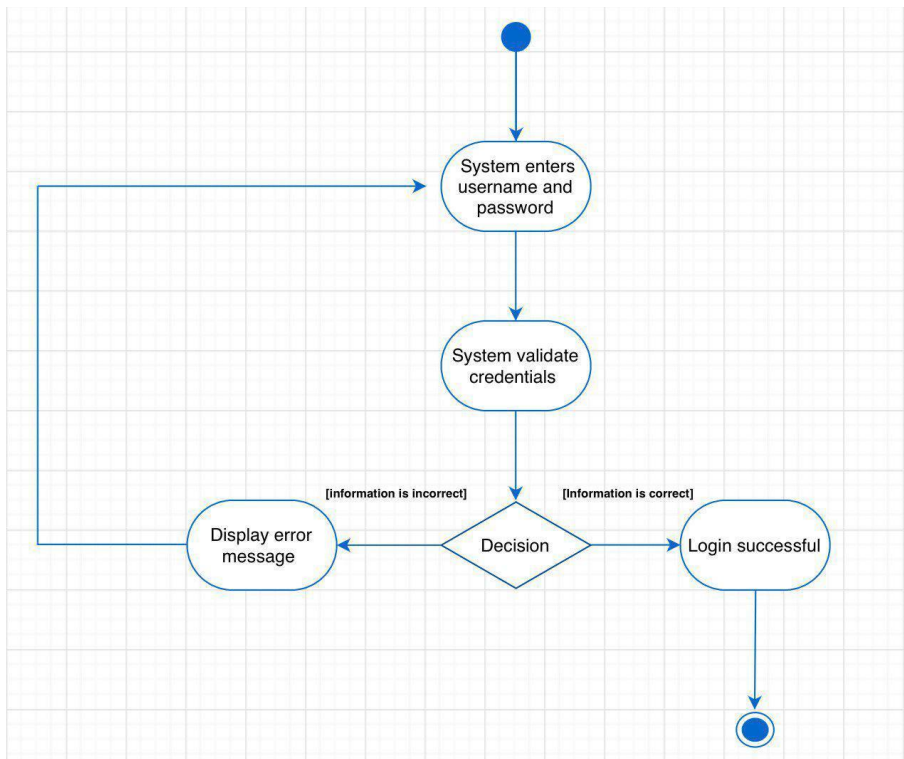 System enters
username and
password
System validate
credentials
[information is incorrect]
[Information is correct]
Display error
message
Decision
Login successful